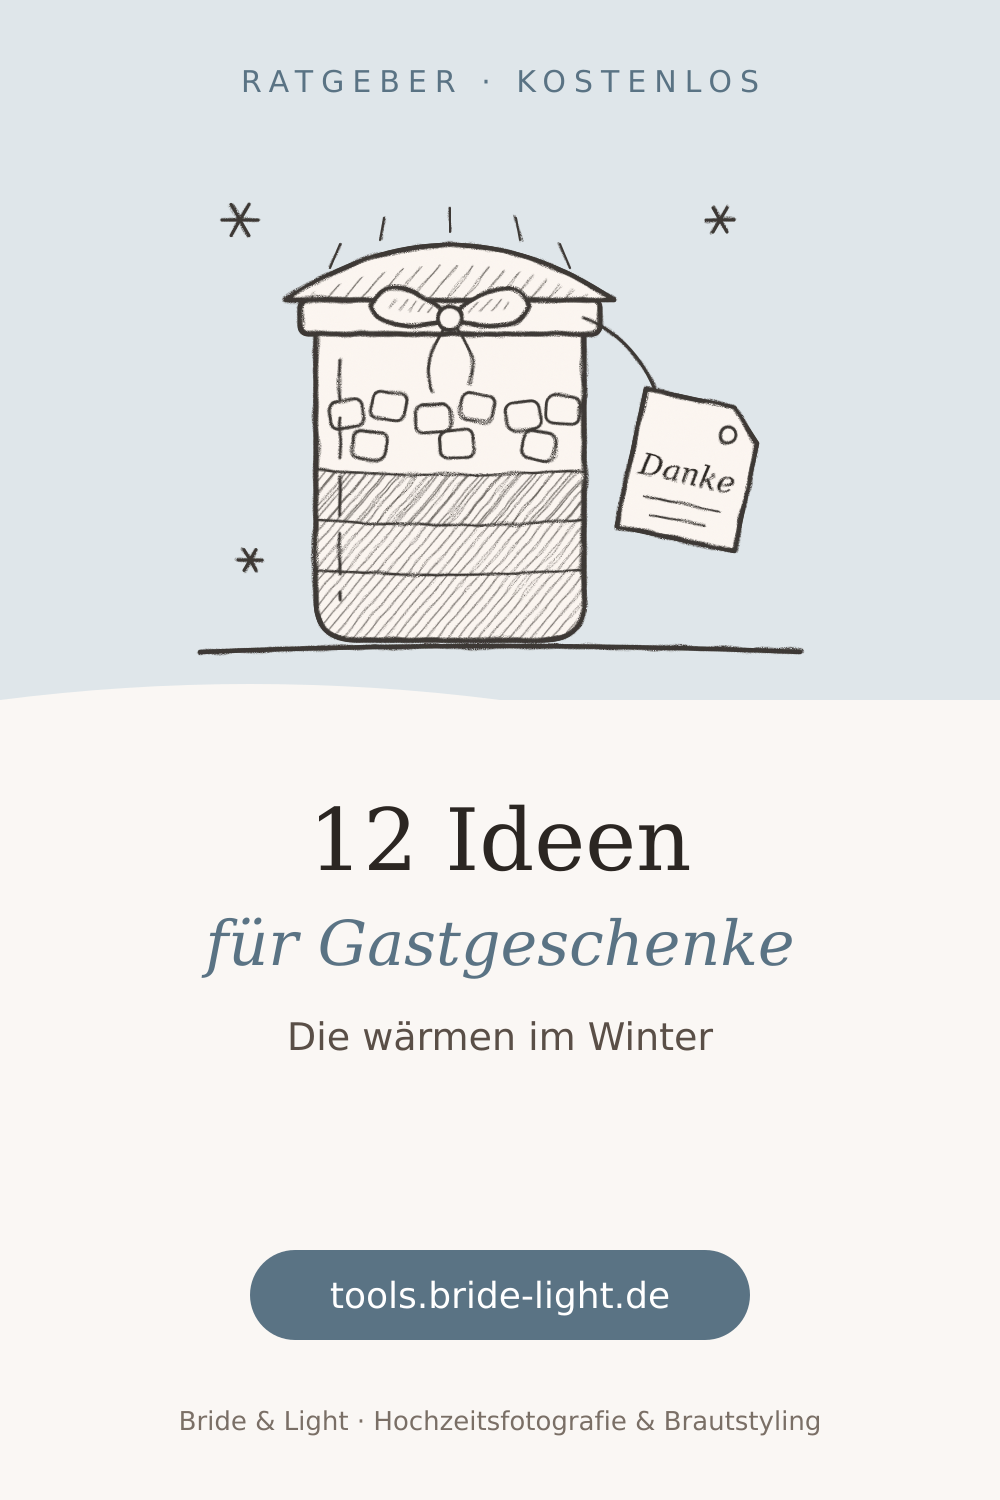 RATGEBER · KOSTENLOS
Danke
12 Ideen
für Gastgeschenke
Die wärmen im Winter
tools.bride-light.de
Bride & Light · Hochzeitsfotografie & Brautstyling